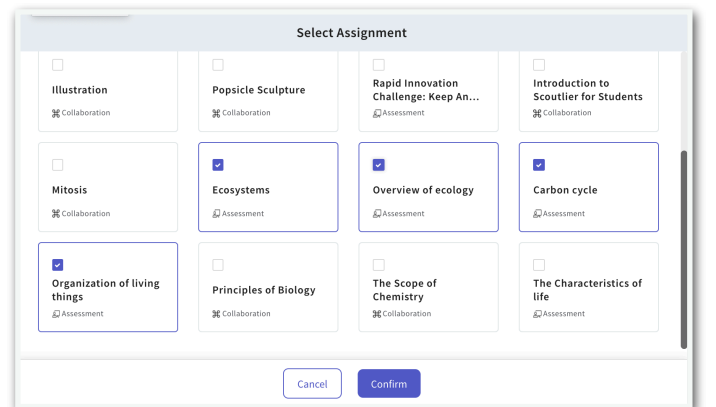 Select Assignment
Illustration
Collaboration
Popsicle Sculpture
Collaboration
Rapid Innovation
Challenge: Keep An...
Assessment
Introduction to
Scoutlier for Students
Collaboration
Mitosis
Collaboration
Ecosystems
Assessment
Overview of ecology
Assessment
Carbon cycle
Assessment
Organization of living
things
Assessment
Principles of Biology
Collaboration
The Scope of
Chemistry
Collaboration
The Characteristics of
life
Assessment
Cancel
Confirm